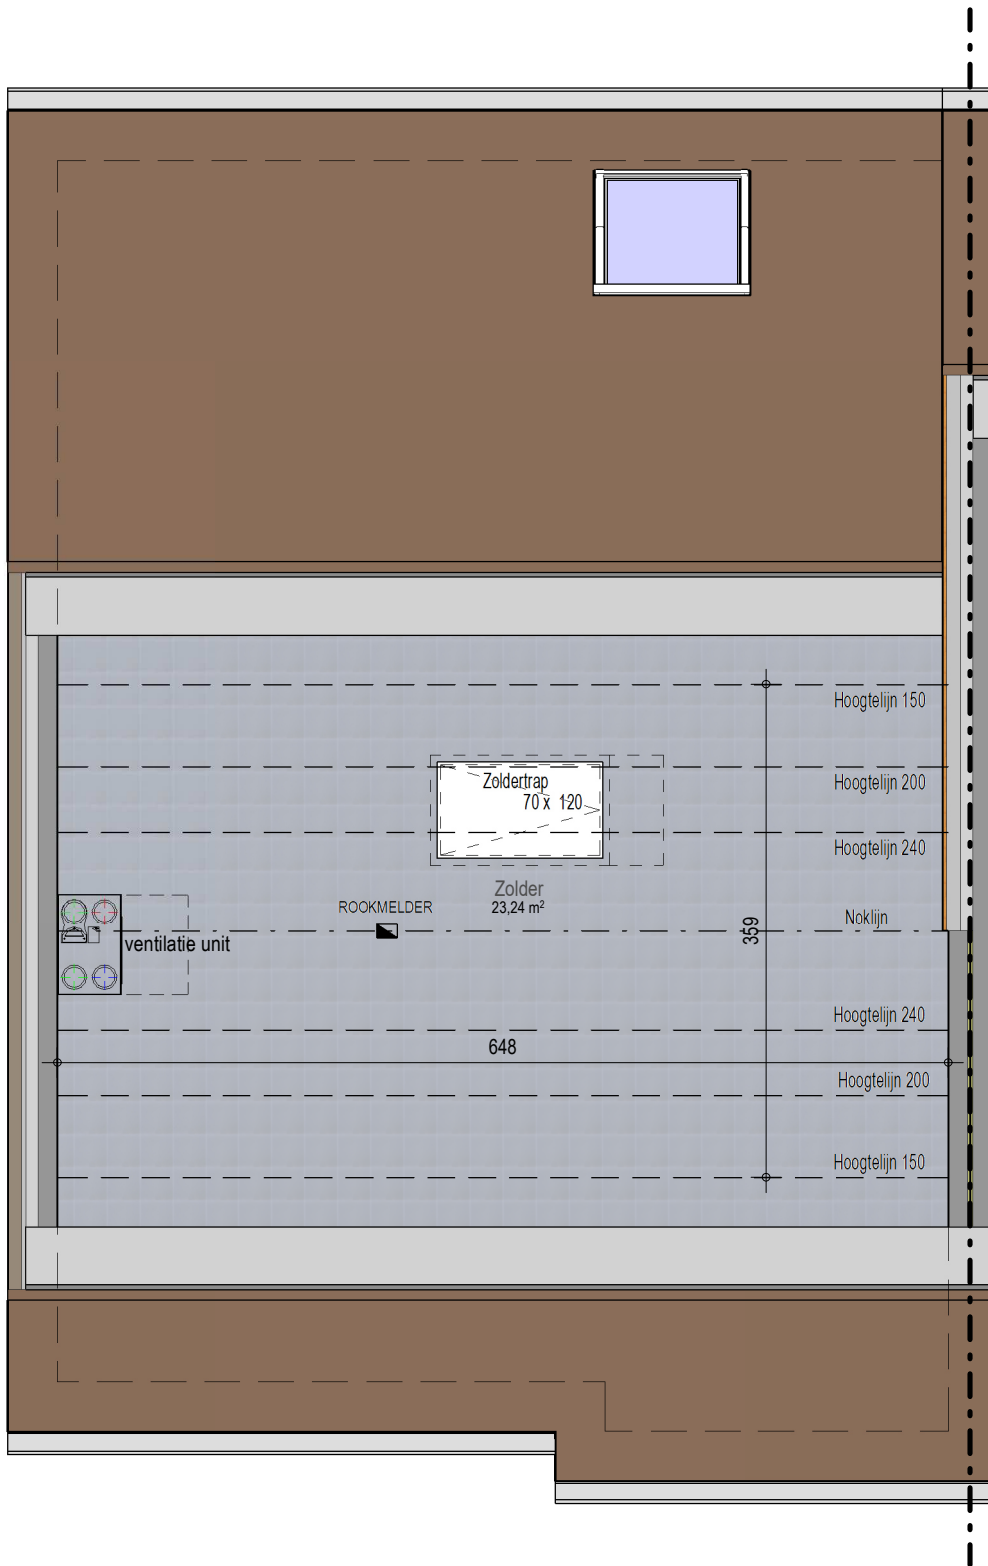 Hoogtelijn 150
Hoogtelijn 200
Zoldertrap
70 x 120
Hoogtelijn 240
Zolder
23,24 m²
ROOKMELDER
Noklijn
359
ventilatie unit
Hoogtelijn 240
648
Hoogtelijn 200
Hoogtelijn 150